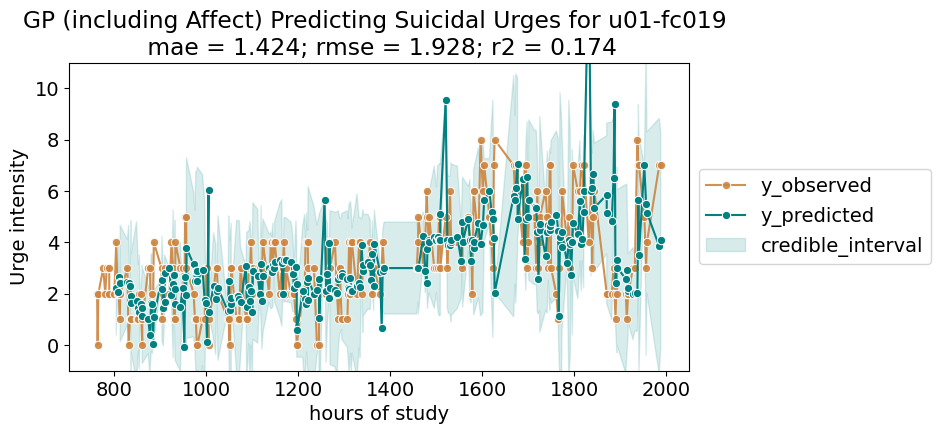 GP (including Affect) Predicting Suicidal Urges for u01-fc019
mae = 1.424; rmse = 1.928; r2 = 0.174
Urge intensity
10
8
6
4
2
0
800 1000 1200 1400 1600 1800 2000
hours of study
y_observed
y_predicted
credible_interval